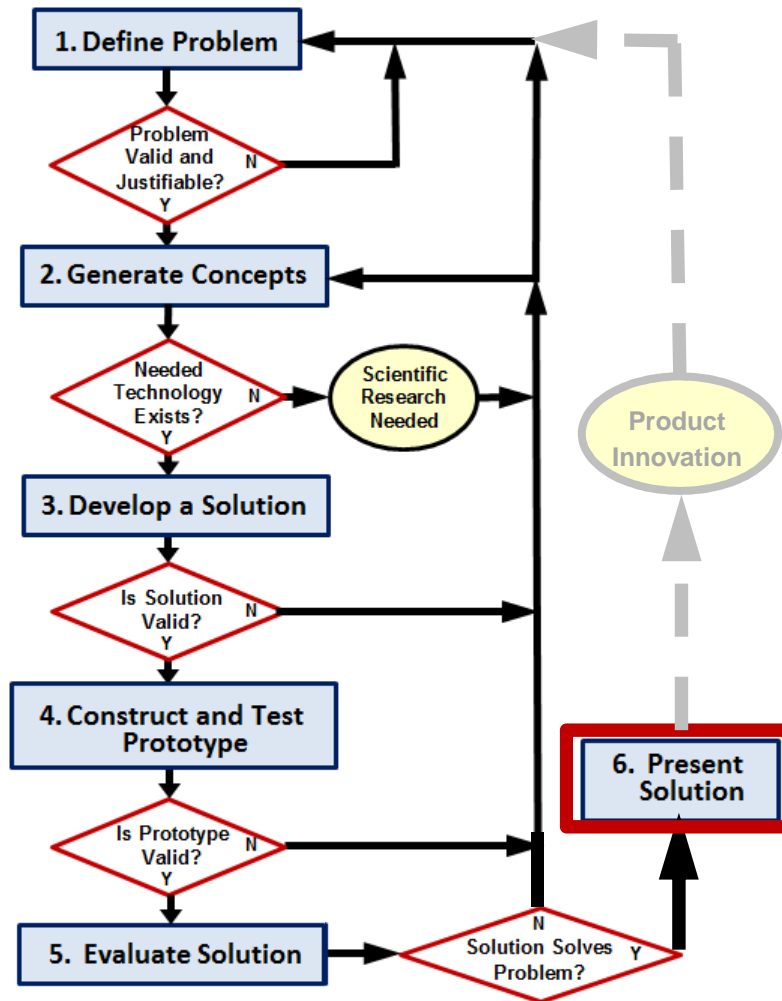 1. Define Problem
Problem
Valid and
Justifiable?
N
Y
2. Generate Concepts
Needed
Technology
Exists?
N
Y
Scientific
Research
Needed
Product
Innovation
3. Develop a Solution
Is Solution
Valid?
N
Y
4. Construct and Test
Prototype
6. Present
Solution
Is Prototype
Valid?
N
Y
5. Evaluate Solution
N
Solution Solves
Problem?
Y